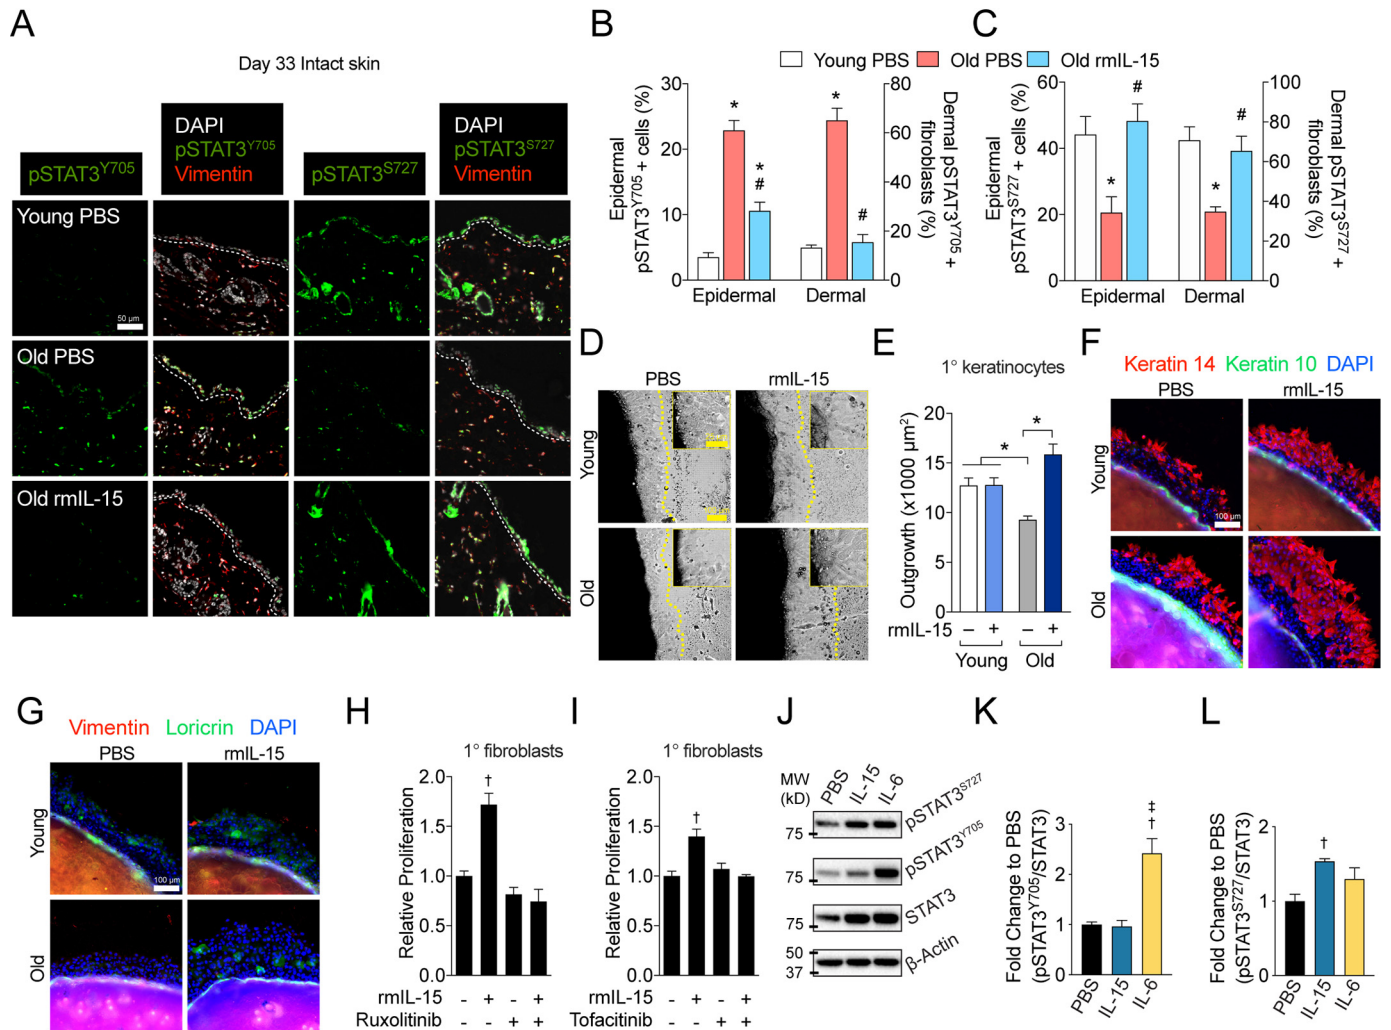 A
Day 33 Intact skin
pSTAT3Y705
DAPI
pSTAT3Y705
Vimentin
pSTAT3S727
DAPI
pSTAT3S727
Vimentin
Young PBS
50 µm
Old PBS
Old rmIL-15
B
C
Young PBS
Old PBS
Old rmIL-15
Epidermal
pSTAT3Y705 + cells (%)
30
20
10
0
*
*
#
*
#
80
60
40
20
0
Dermal pSTAT3Y705 +
fibroblasts (%)
Epidermal
Dermal
Epidermal
pSTAT3S727 + cells (%)
60
40
20
0
*
#
*
#
100
80
60
40
20
0
Dermal pSTAT3S727 +
fibroblasts (%)
Epidermal
Dermal
D
PBS
rmIL-15
Young
Old
E
1° keratinocytes
Outgrowth (x1000 µm2)
20
15
10
5
0
*
*
rmIL-15
– + – +
Young
Old
F
Keratin 14 Keratin 10 DAPI
PBS
rmIL-15
Young
100 µm
Old
G
Vimentin Loricrin DAPI
PBS
rmIL-15
Young
100 µm
Old
H
1° fibroblasts
Relative Proliferation
2.0
1.5
1.0
0.5
0.0
†
rmIL-15 - + - +
Ruxolitinib - - + +
I
1° fibroblasts
Relative Proliferation
2.0
1.5
1.0
0.5
0.0
†
rmIL-15 - + - +
Tofacitinib - - + +
J
MW
(kD)
PBS
IL-15
IL-6
75
pSTAT3S727
75
pSTAT3Y705
75
STAT3
50
37
β-Actin
K
Fold Change to PBS
(pSTAT3Y705/STAT3)
4
3
2
1
0
‡
†
PBS
IL-15
IL-6
L
Fold Change to PBS
(pSTAT3S727/STAT3)
2
1
0
†
PBS
IL-15
IL-6